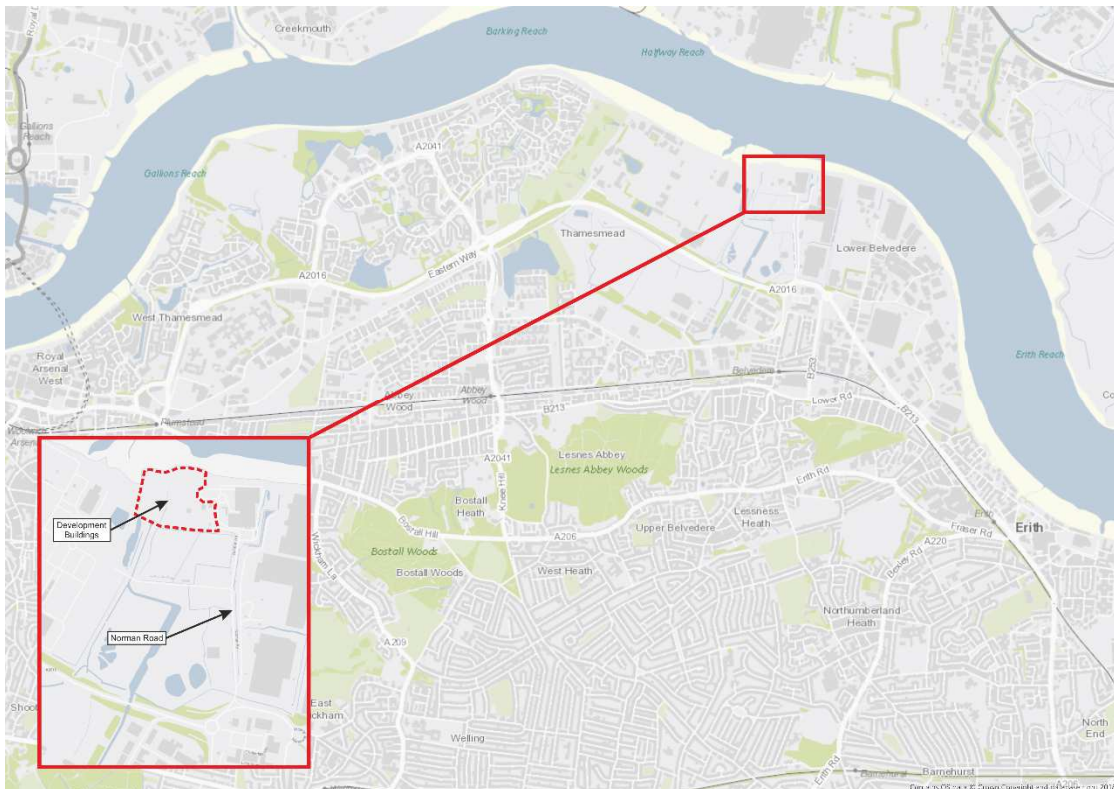 Creekmouth
Barking Reach
Halfway Reach
Gallions
Reach
Gallions Reach
A2041
Thamesmead
Eastern Way
A2016
Lower Belvedere
A2016
West Thamesmead
Royal
Arsenal
West
Erith Reach
Plumstead
Abbey
Wood
Abbey
Wood
Belvedere
B253
B213
Lower Rd
B213
A2041
Knee Hill
Lesnes Abbey
Lesnes Abbey Woods
Erith Rd
Bostall
Heath
Bostall Hill
A206
Upper Belvedere
Lessness
Heath
Erith
Erith
Fraser Rd
A220
Bexley Rd
Bostall Woods
Bostall Woods
West Heath
Wickham La
Northumberland
Heath
A209
East
Welling
North
End
Erith Rd
Barnehurst
Barnehurst
A206
Development
Buildings
Norman Road